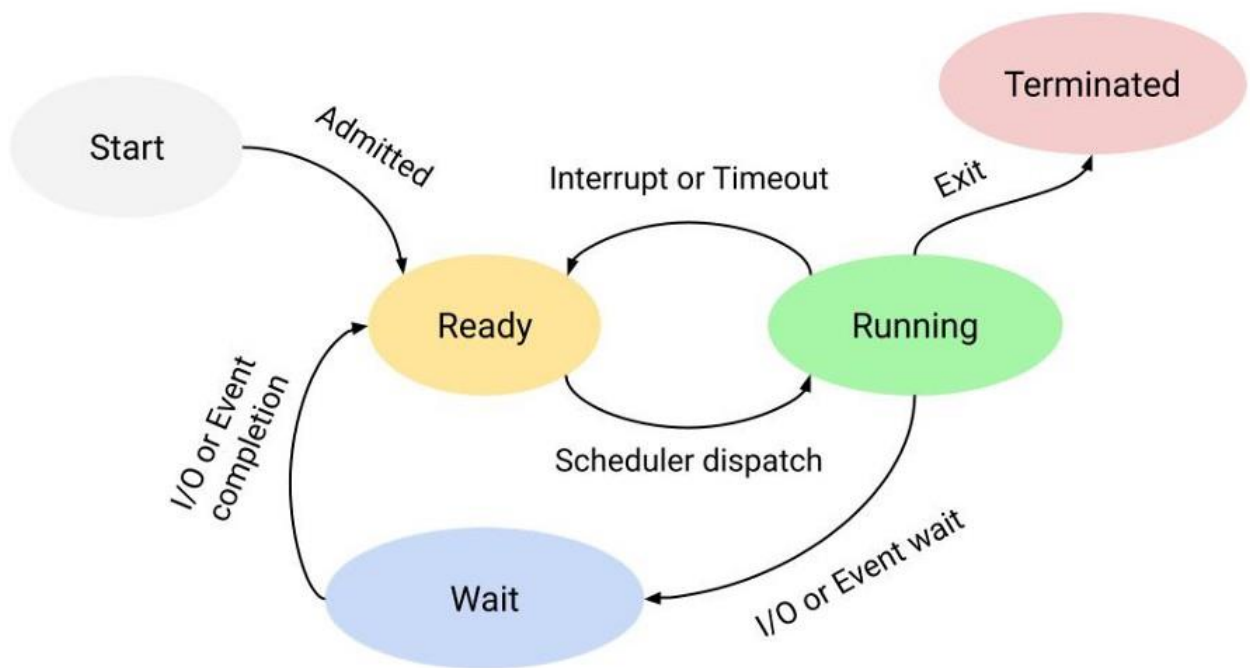 Terminated
Start
Admitted
Interrupt or Timeout
Exit
Ready
Running
I/O or Event
completion
Scheduler dispatch
I/O or Event wait
Wait